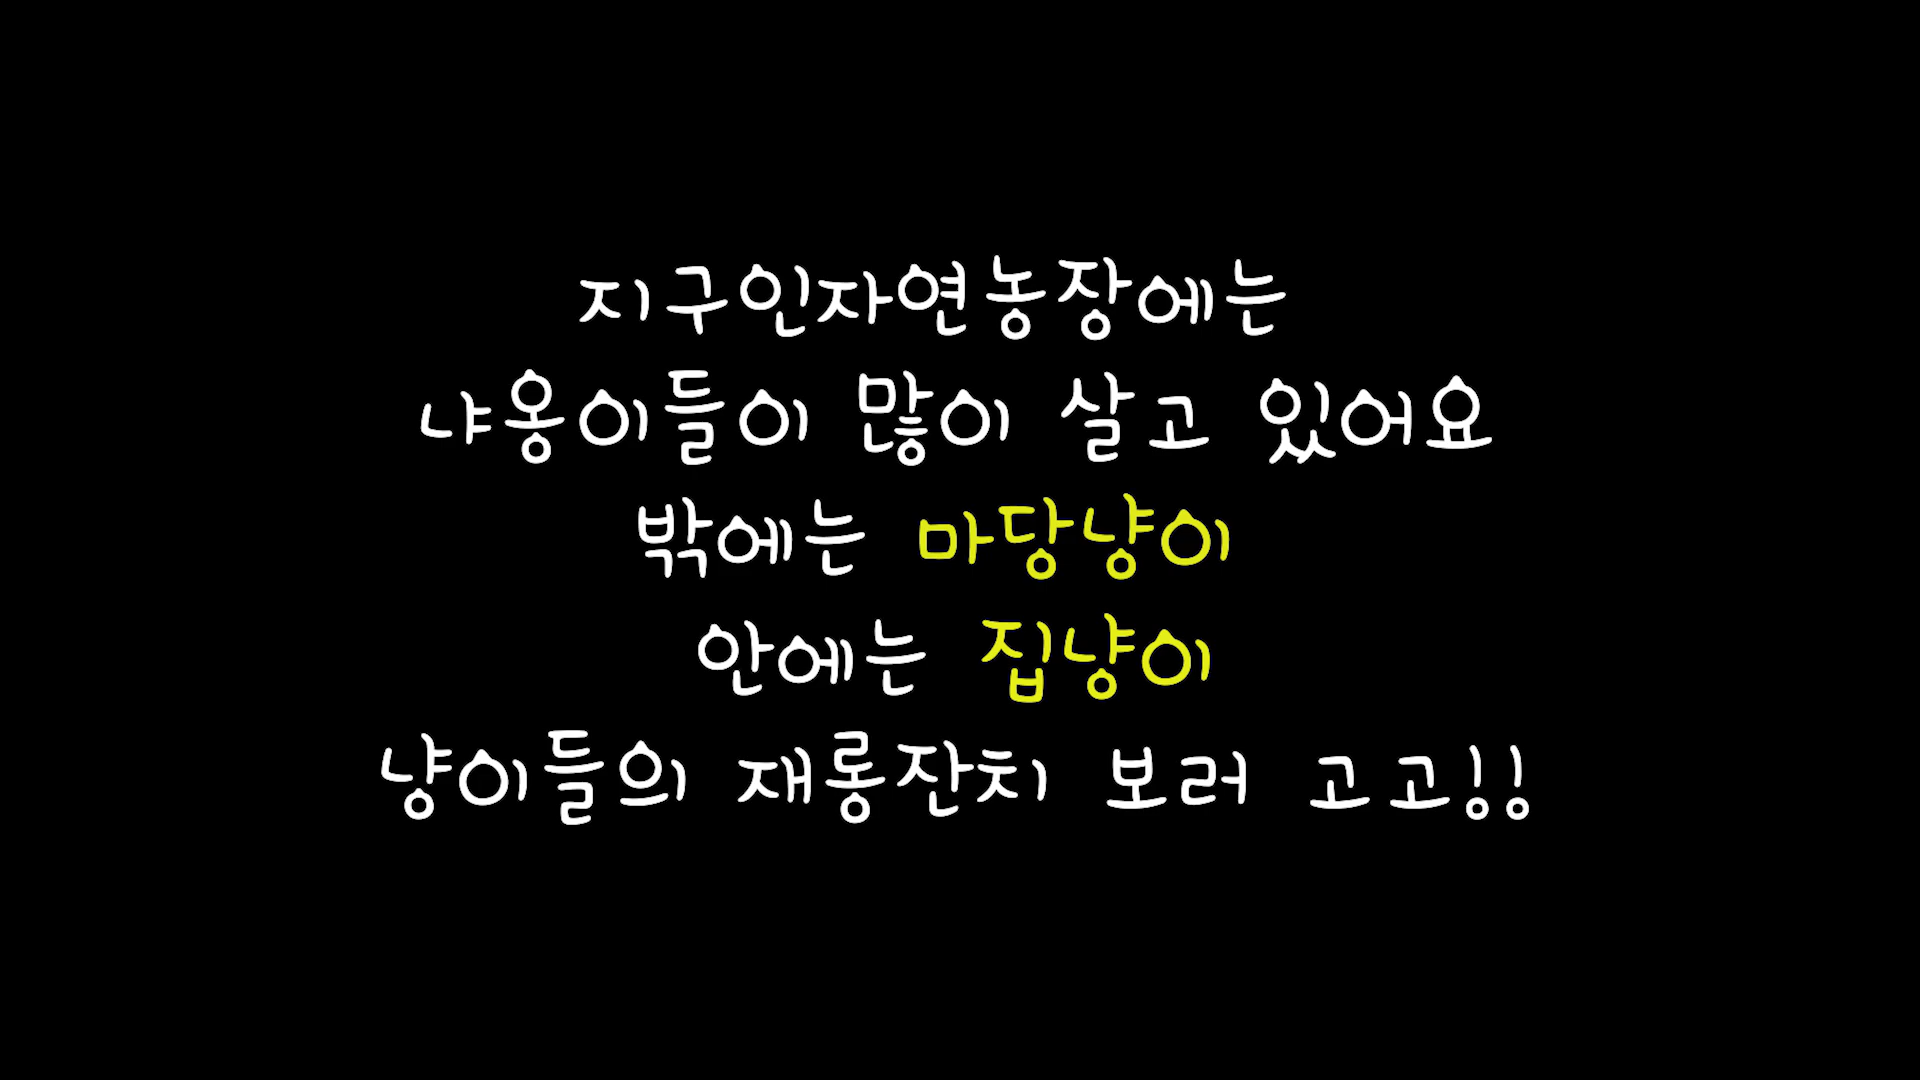 지구인자연농장에는
냐옹이들이 많이 살고 있어요
밖에는 마당냥이
안에는 집냥이
냥이들의 재롱잔치 보러 고고!!